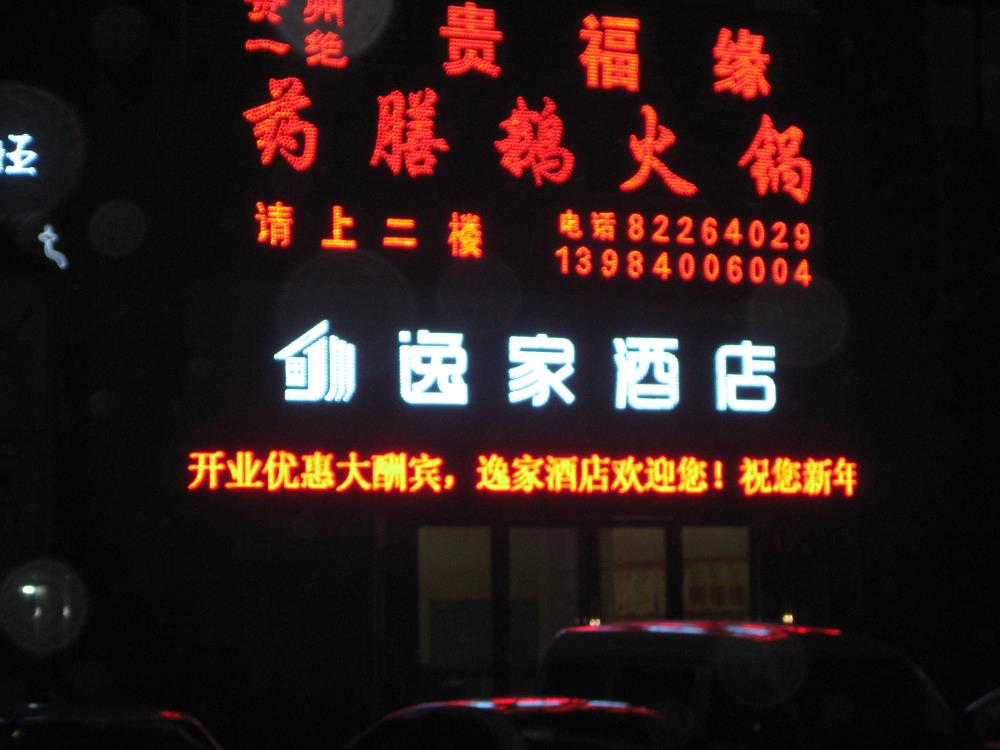 贵州
一绝
贵福缘
药膳鹅火锅
请上二楼
电话82264029
13984006004
逸家酒店
开业优惠大酬宾，逸家酒店欢迎您！祝您新年